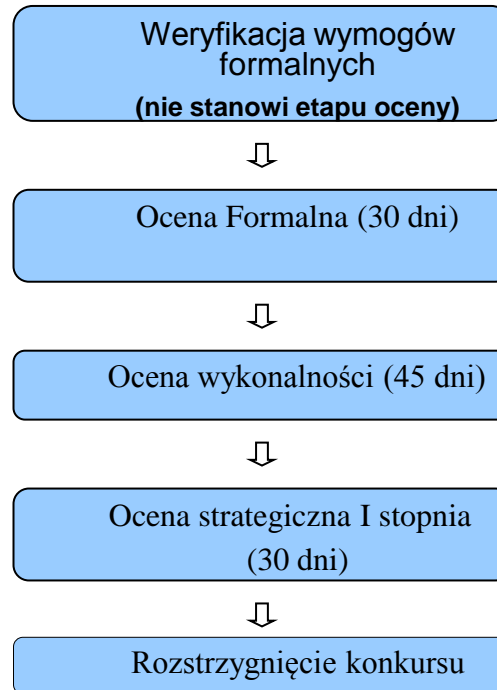 Weryfikacja wymogów
formalnych
(nie stanowi etapu oceny)
Ocena Formalna (30 dni)
Ocena wykonalności (45 dni)
Ocena strategiczna I stopnia
(30 dni)
Rozstrzygnięcie konkursu